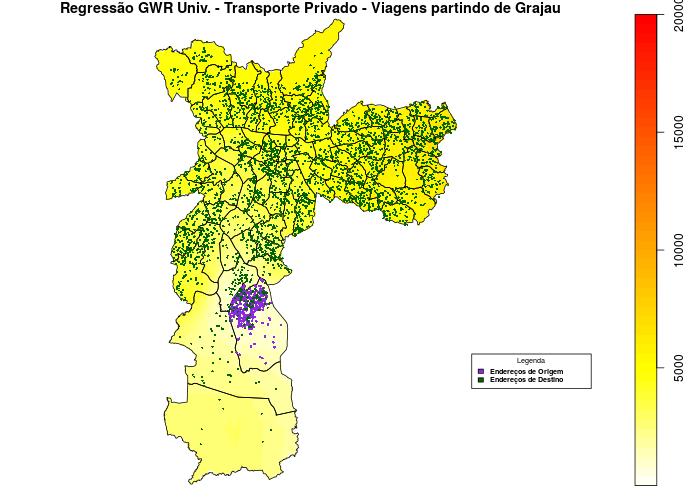 Regressão GWR Univ. - Transporte Privado - Viagens partindo de Grajau
20000
15000
10000
5000
Legenda
Endereços de Origem
Endereços de Destino